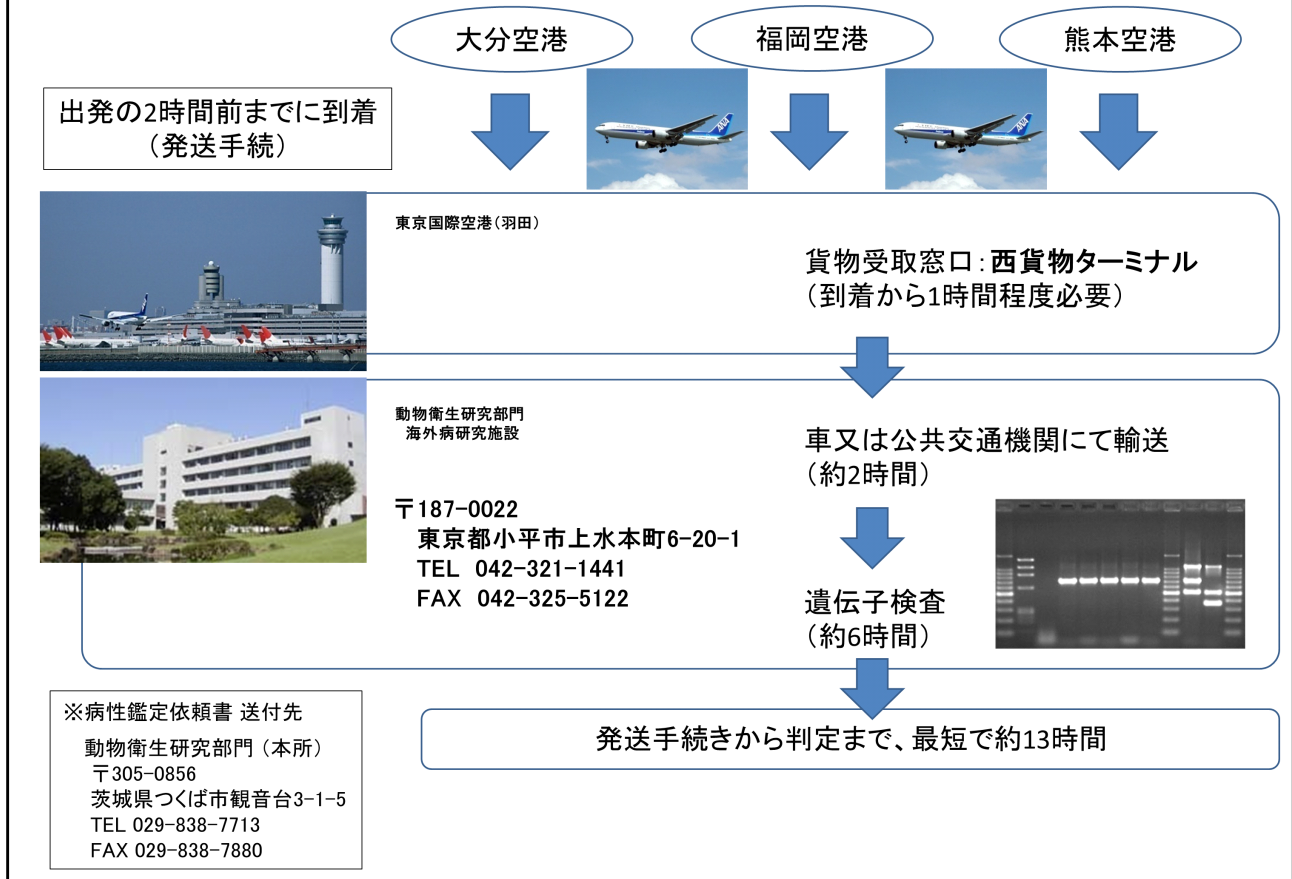 大分空港
福岡空港
熊本空港
出発の2時間前までに到着
（発送手続）
ANA
ANA
東京国際空港（羽田）
貨物受取窓口：西貨物ターミナル
（到着から1時間程度必要）
動物衛生研究部門
海外病研究施設
〒187-0022
東京都小平市上水本町6-20-1
TEL 042-321-1441
FAX 042-325-5122
車又は公共交通機関にて輸送
（約2時間）
遺伝子検査
（約6時間）
発送手続きから判定まで、最短で約13時間
※病性鑑定依頼書 送付先
動物衛生研究部門（本所）
〒305-0856
茨城県つくば市観音台3-1-5
TEL 029-838-7713
FAX 029-838-7880